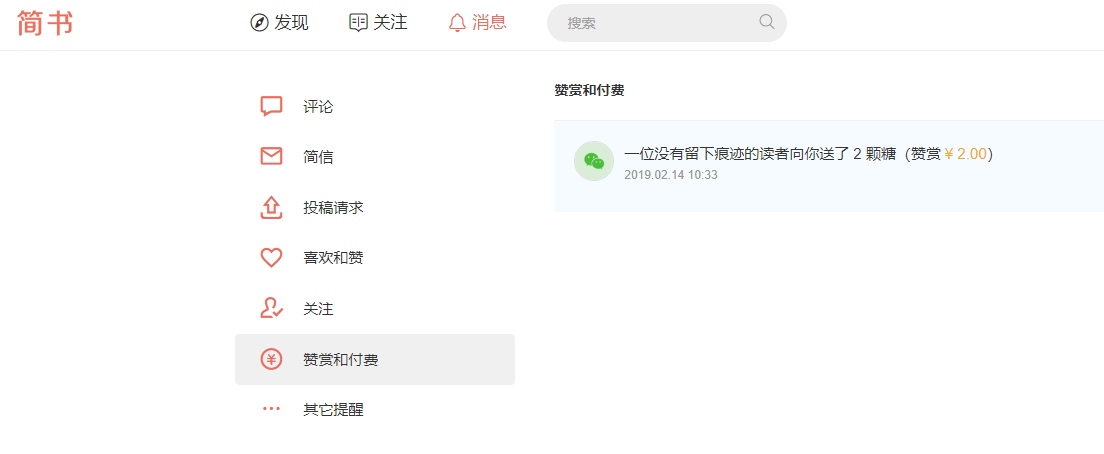 简书
发现
关注
消息
搜索
评论
简信
投稿请求
喜欢和赞
关注
赞赏和付费
其它提醒
赞赏和付费
一位没有留下痕迹的读者向你送了 2 颗糖（赞赏 ¥ 2.00）
2019.02.14 10:33